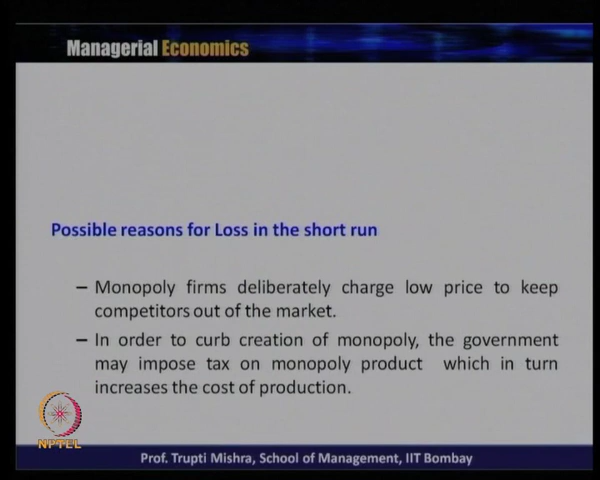 Managerial Economics
Possible reasons for Loss in the short run
– Monopoly firms deliberately charge low price to keep
competitors out of the market.
– In order to curb creation of monopoly, the government
may impose tax on monopoly product which in turn
increases the cost of production.
NPTEL
Prof. Trupti Mishra, School of Management, IIT Bombay